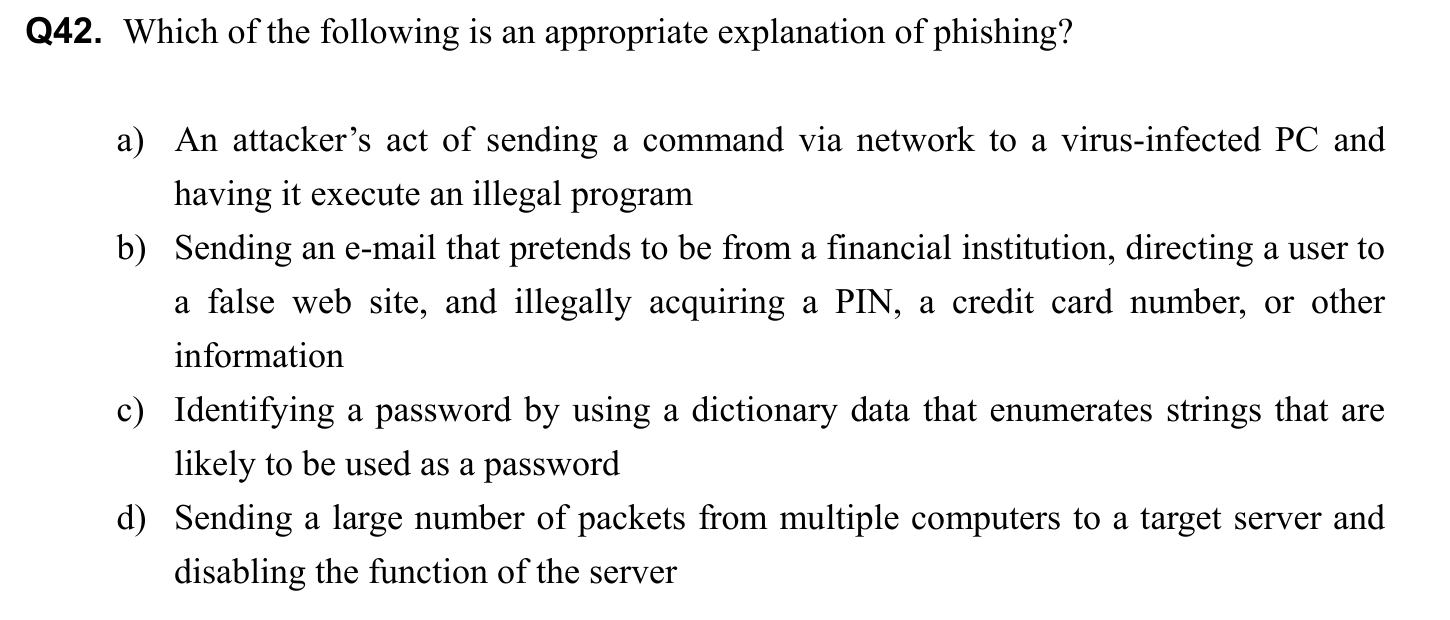 Q42. Which of the following is an appropriate explanation of phishing?
a) An attacker’s act of sending a command via network to a virus-infected PC and
having it execute an illegal program
b) Sending an e-mail that pretends to be from a financial institution, directing a user to
a false web site, and illegally acquiring a PIN, a credit card number, or other
information
c) Identifying a password by using a dictionary data that enumerates strings that are
likely to be used as a password
d) Sending a large number of packets from multiple computers to a target server and
disabling the function of the server